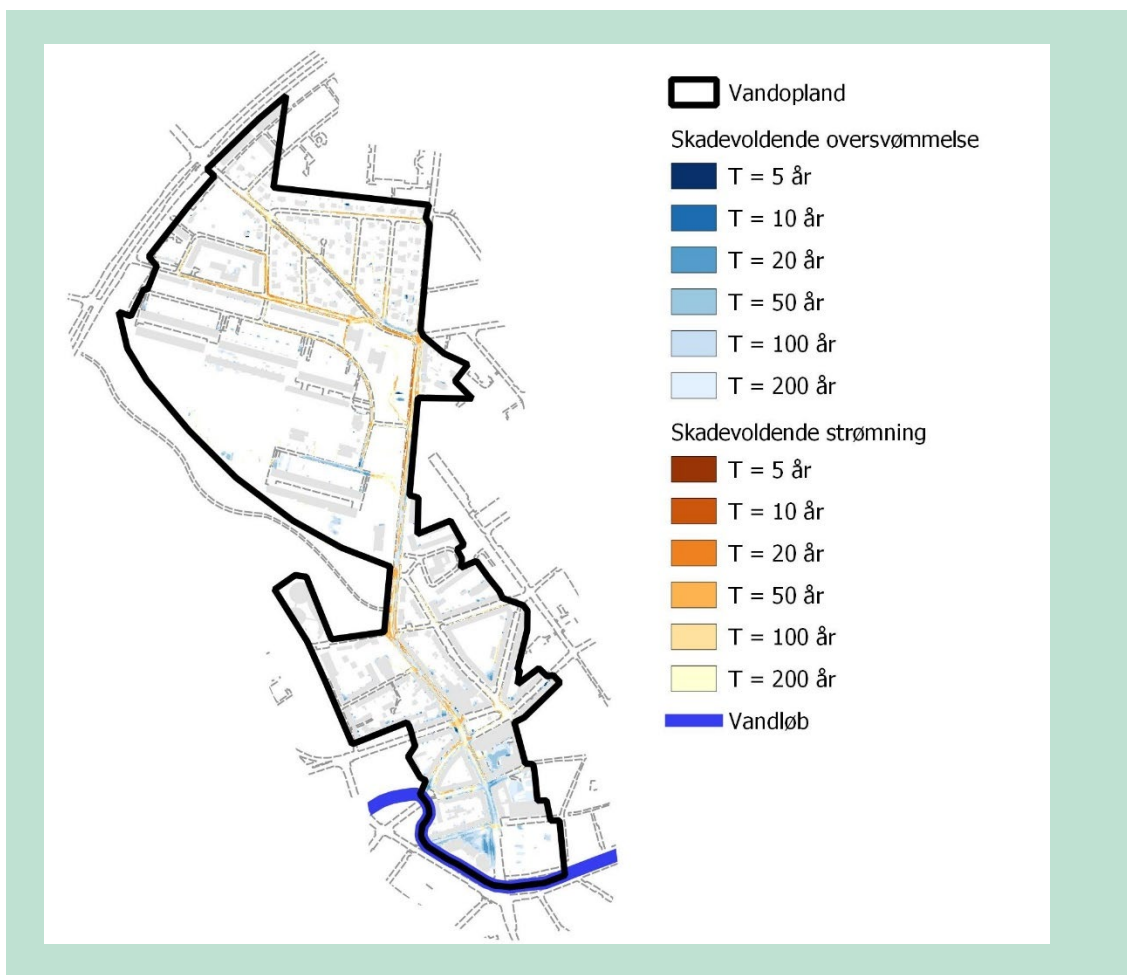 Vandopland
Skadevoldende oversvømmelse
T = 5 år
T = 10 år
T = 20 år
T = 50 år
T = 100 år
T = 200 år
Skadevoldende strømning
T = 5 år
T = 10 år
T = 20 år
T = 50 år
T = 100 år
T = 200 år
Vandløb